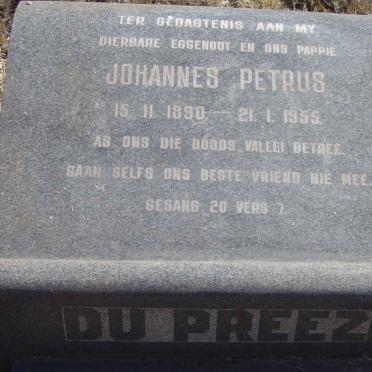 TER GEDAGTENIS AAN MY
DIERBARE EGGENOOT EN ONS PAPPIE
JOHANNES PETRUS
15. 11. 1890 — 21. 1. 1955.
AS ONS DIE DOODS VALLEI BETREE,
GAAN SELFS ONS BESTE VRIEND NIE MEE.
GESANG 20 VERS 7.
DU PREEZ